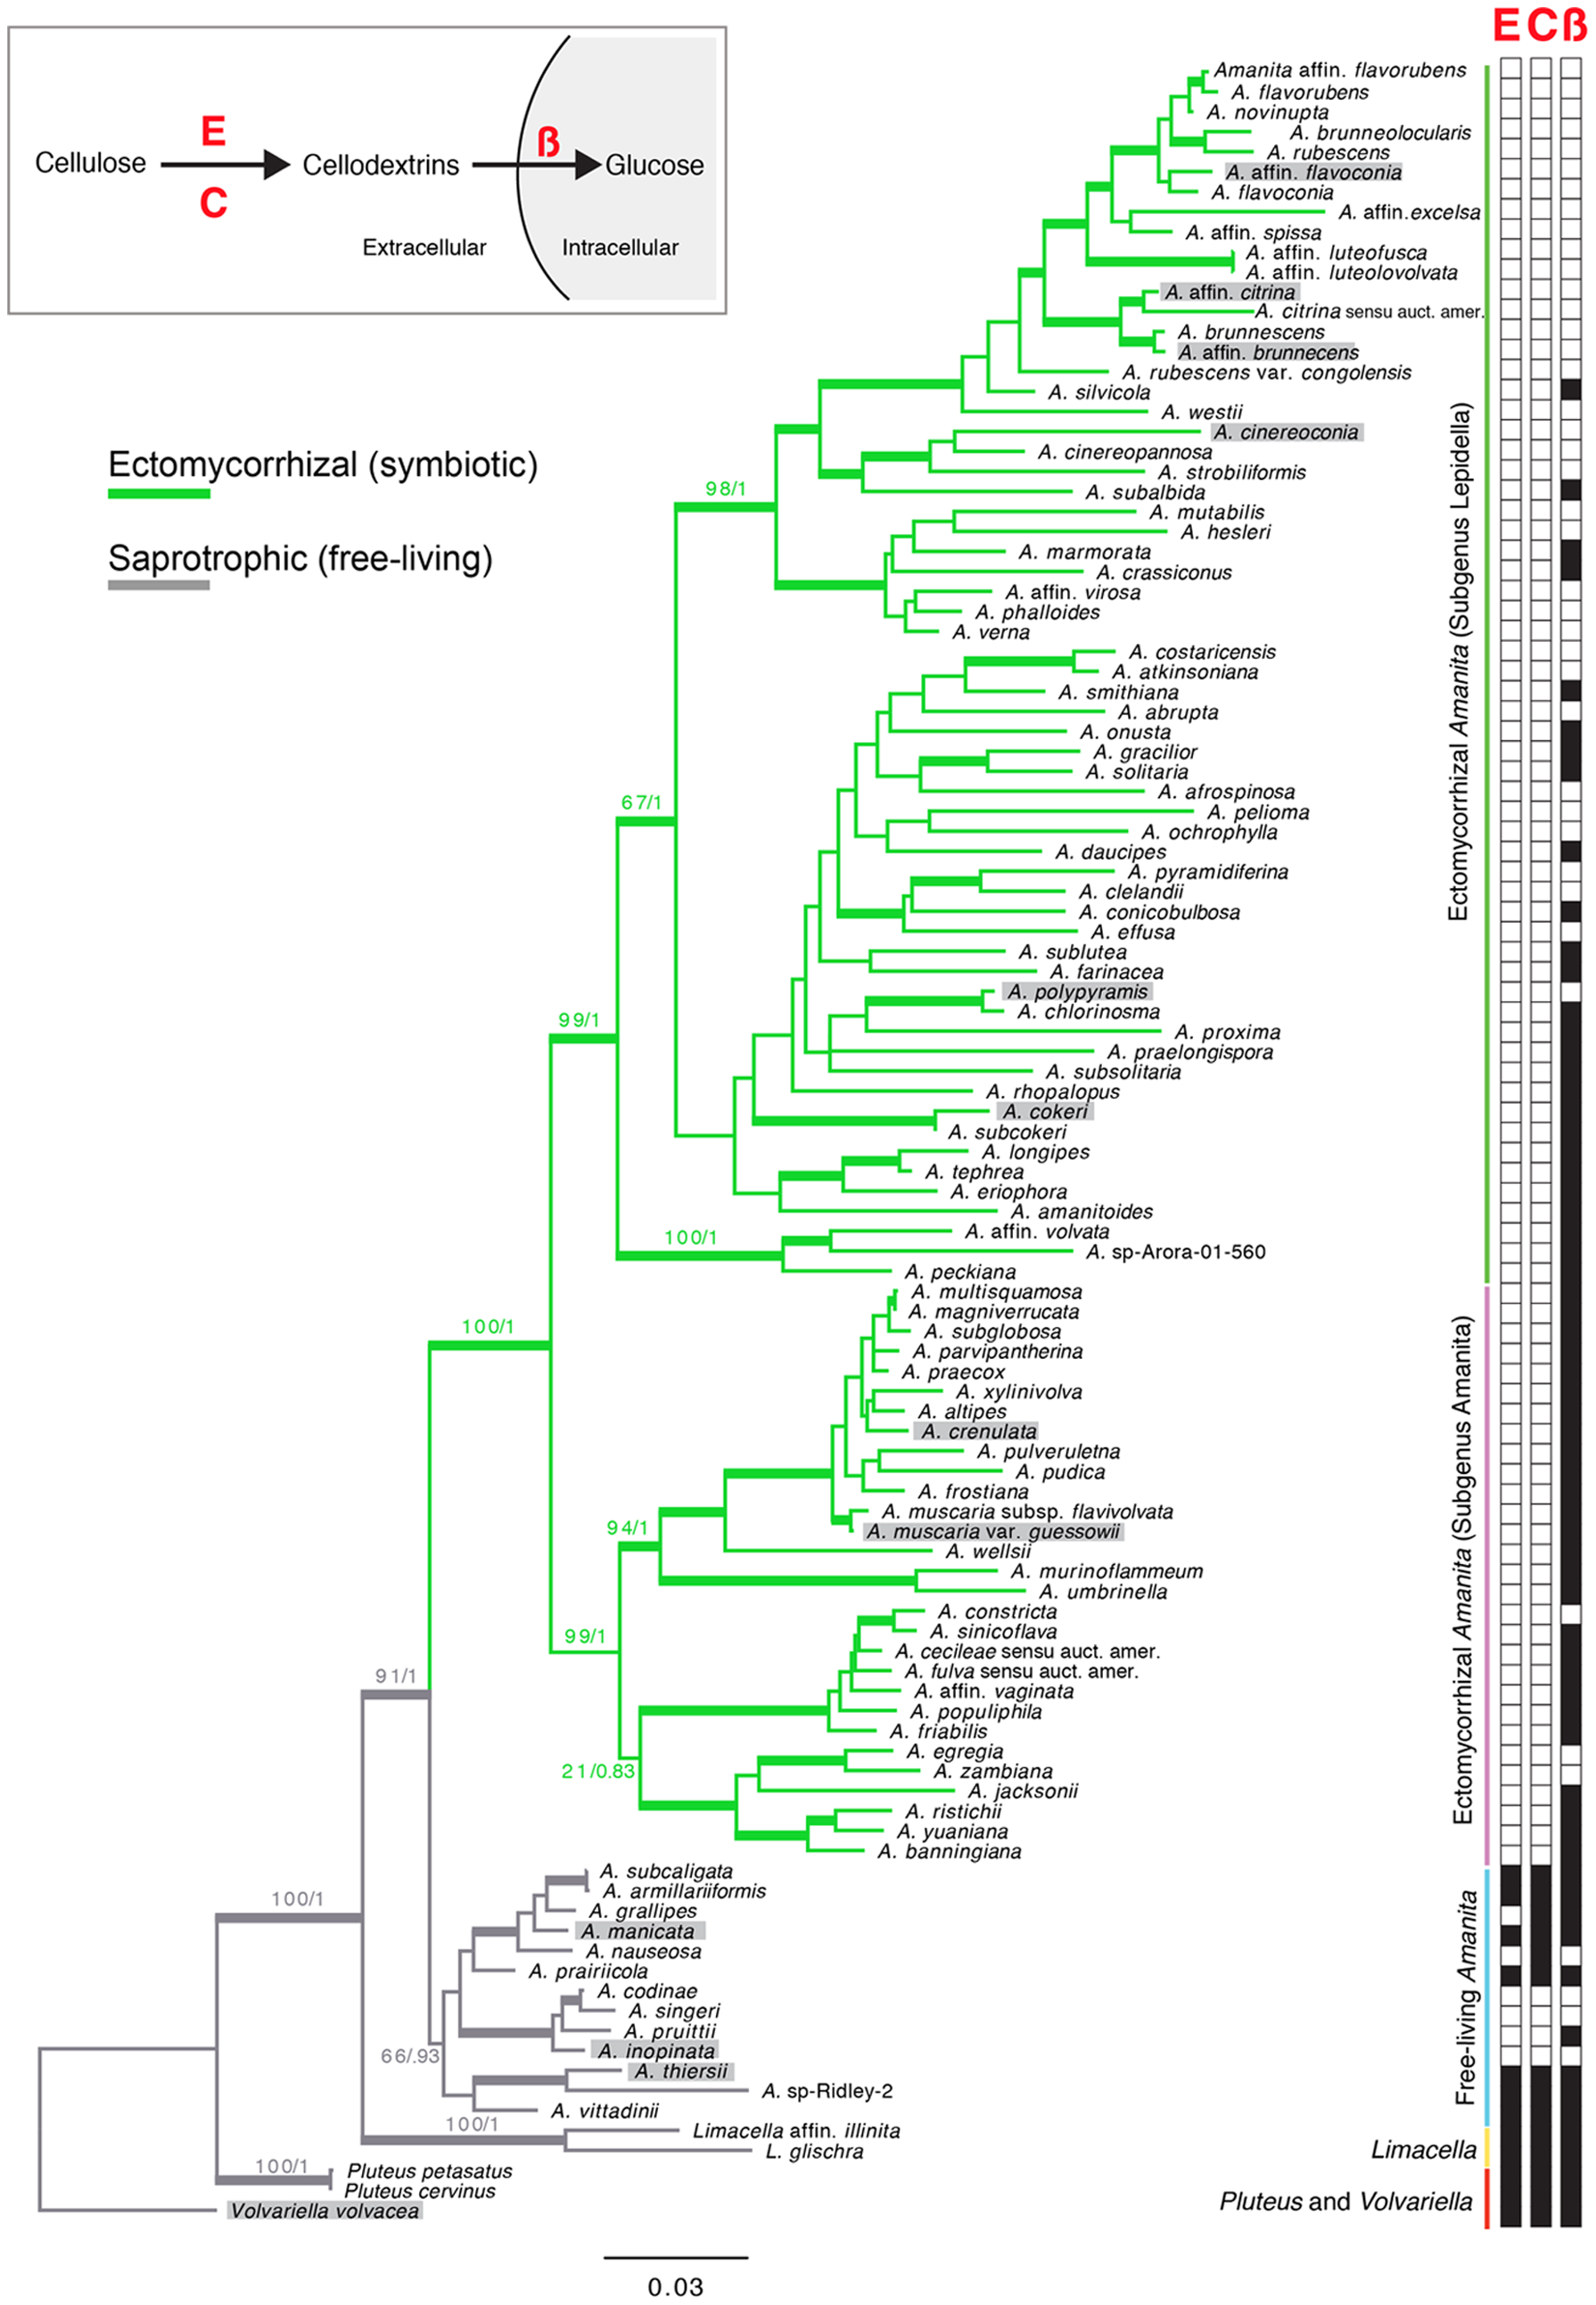 E C ß
E
Cellulose Cellodextrins ß Glucose
C
Extracellular Intracellular
Ectomycorrhizal (symbiotic)
Saprotrophic (free-living)
Amanita affin. flavorubens
A. flavorubens
A. novinupta
A. brunneolocularis
A. rubescens
A. affin. flavoconia
A. flavoconia
A. affin.excelsa
A. affin. spissa
A. affin. luteofusca
A. affin. luteolovolvata
A. affin. citrina
A. citrina sensu auct. amer.
A. brunnescens
A. affin. brunnecens
A. rubescens var. congolensis
A. silvicola
A. westii
A. cinereoconia
A. cinereopannosa
A. strobiliformis
A. subalbida
98/1
A. mutabilis
A. hesleri
A. marmorata
A. crassiconus
A. affin. virosa
A. phalloides
A. verna
A. costaricensis
A. atkinsoniana
A. smithiana
A. abrupta
A. onusta
A. gracilior
A. solitaria
A. afrospinosa
67/1
A. pelioma
A. ochrophylla
A. daucipes
A. pyramidiferina
A. clelandii
A. conicobulbosa
A. effusa
A. sublutea
A. farinacea
A. polypyramis
A. chlorinosma
99/1
A. proxima
A. praelongispora
A. subsolitaria
A. rhopalopus
A. cokeri
A. subcokeri
A. longipes
A. tephrea
A. eriophora
A. amanitoides
A. affin. volvata
100/1
A. sp-Arora-01-560
A. peckiana
Ectomycorrhizal Amanita (Subgenus Lepidella)
A. multisquamosa
A. magniverrucata
100/1
A. subglobosa
A. parvipantherina
A. praecox
A. xylinivolva
A. altipes
A. crenulata
A. pulveruletna
A. pudica
A. frostiana
A. muscaria subsp. flavivolvata
94/1
A. muscaria var. guessowii
A. wellsii
A. murinoflammeum
A. umbrinella
A. constricta
A. sinicoflava
99/1
A. cecileae sensu auct. amer.
A. fulva sensu auct. amer.
91/1
A. affin. vaginata
A. populiphila
A. friabilis
A. egregia
21/0.83
A. zambiana
A. jacksonii
A. ristichii
A. yuaniana
A. banningiana
Ectomycorrhizal Amanita (Subgenus Amanita)
A. subcaligata
A. armillariiformis
100/1
A. grallipes
A. manicata
A. nauseosa
A. prairiicola
A. codinae
A. singeri
A. pruittii
66/.93
A. inopinata
A. thiersii
A. sp-Ridley-2
A. vittadinii
Free-living Amanita
100/1
Limacella affin. illinita
L. glischra
Limacella
100/1
Pluteus petasatus
Pluteus cervinus
Volvariella volvacea
Pluteus and Volvariella
0.03